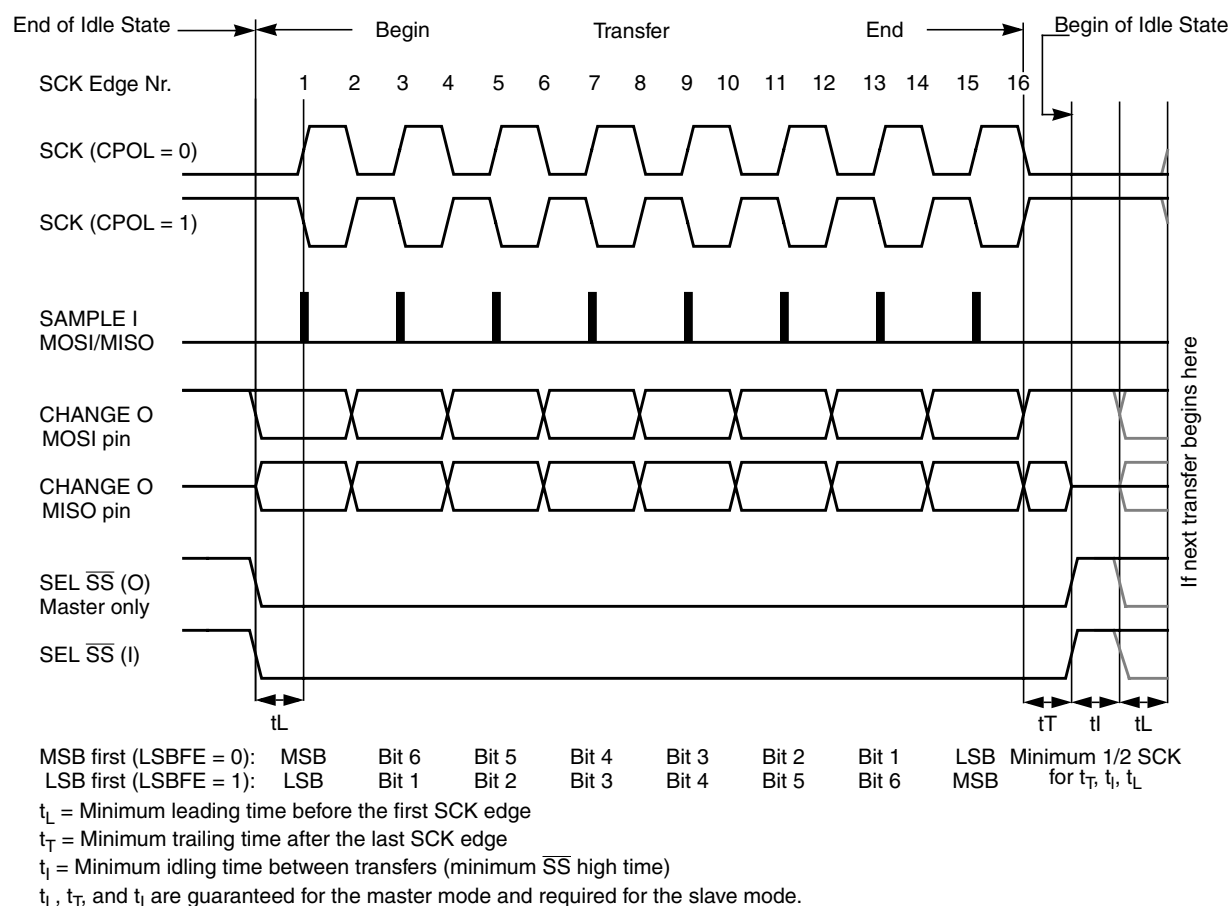 End of Idle State
Begin
Transfer
End
Begin of Idle State
SCK Edge Nr.
1 2 3 4 5 6 7 8 9 10 11 12 13 14 15 16
SCK (CPOL = 0)
SCK (CPOL = 1)
SAMPLE I
MOSI/MISO
CHANGE O
MOSI pin
CHANGE O
MISO pin
SEL SS (O)
Master only
SEL SS (I)
If next transfer begins here
tL
tT tI tL
MSB first (LSBFE = 0): MSB Bit 6 Bit 5 Bit 4 Bit 3 Bit 2 Bit 1 LSB Minimum 1/2 SCK
LSB first (LSBFE = 1): LSB Bit 1 Bit 2 Bit 3 Bit 4 Bit 5 Bit 6 MSB for tT, tI, tL
tL = Minimum leading time before the first SCK edge
tT = Minimum trailing time after the last SCK edge
tI = Minimum idling time between transfers (minimum SS high time)
tL, tT, and tI are guaranteed for the master mode and required for the slave mode.